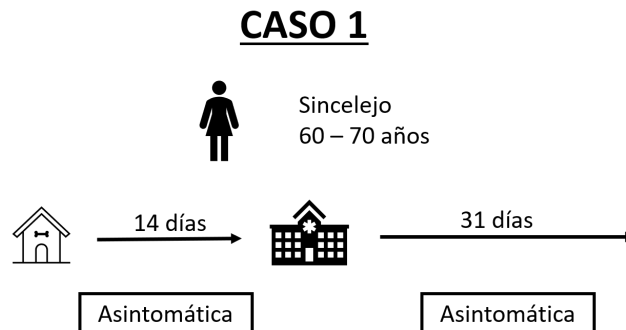 CASO 1
Sincelejo
60 – 70 años
14 días
31 días
Asintomática
Asintomática